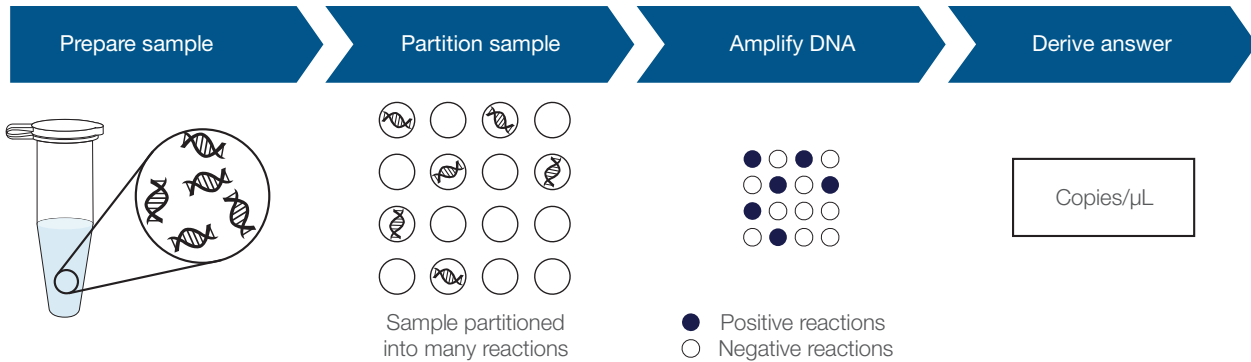 Prepare sample
Partition sample
Amplify DNA
Derive answer
Sample partitioned
into many reactions
Positive reactions
Negative reactions
Copies/µL